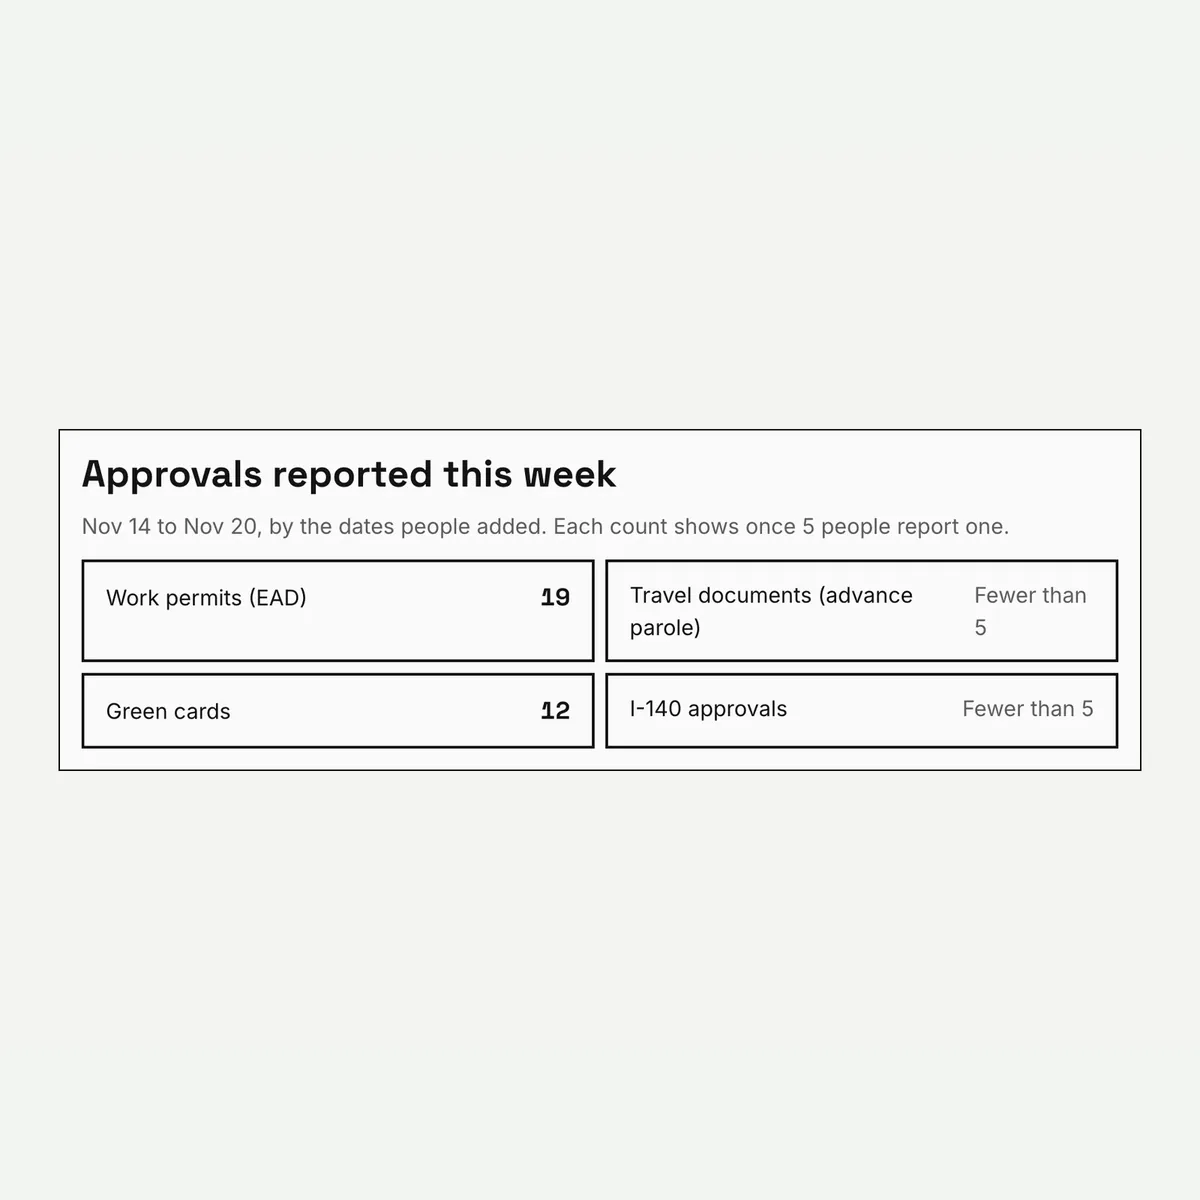 Approvals reported this week
Nov 14 to Nov 20, by the dates people added. Each count shows once 5 people report one.
Work permits (EAD) 19
Travel documents (advance
parole)
Fewer than
5
Green cards 12
I-140 approvals Fewer than 5